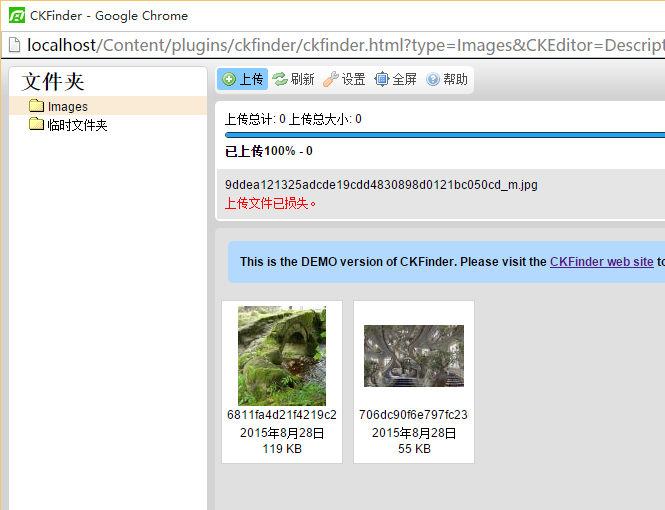 CKFinder - Google Chrome
localhost/Content/plugins/ckfinder/ckfinder.html?type=Images&CKEditor=Descript
文件夹
Images
临时文件夹
上传 刷新 设置 全屏 帮助
上传总计: 0 上传总大小: 0
已上传100% - 0
9ddea121325adcde19cdd4830898d0121bc050cd_m.jpg
上传文件已损失。
This is the DEMO version of CKFinder. Please visit the CKFinder web site to
6811fa4d21f4219c2
2015年8月28日
119 KB
706dc90f6e797fc23
2015年8月28日
55 KB